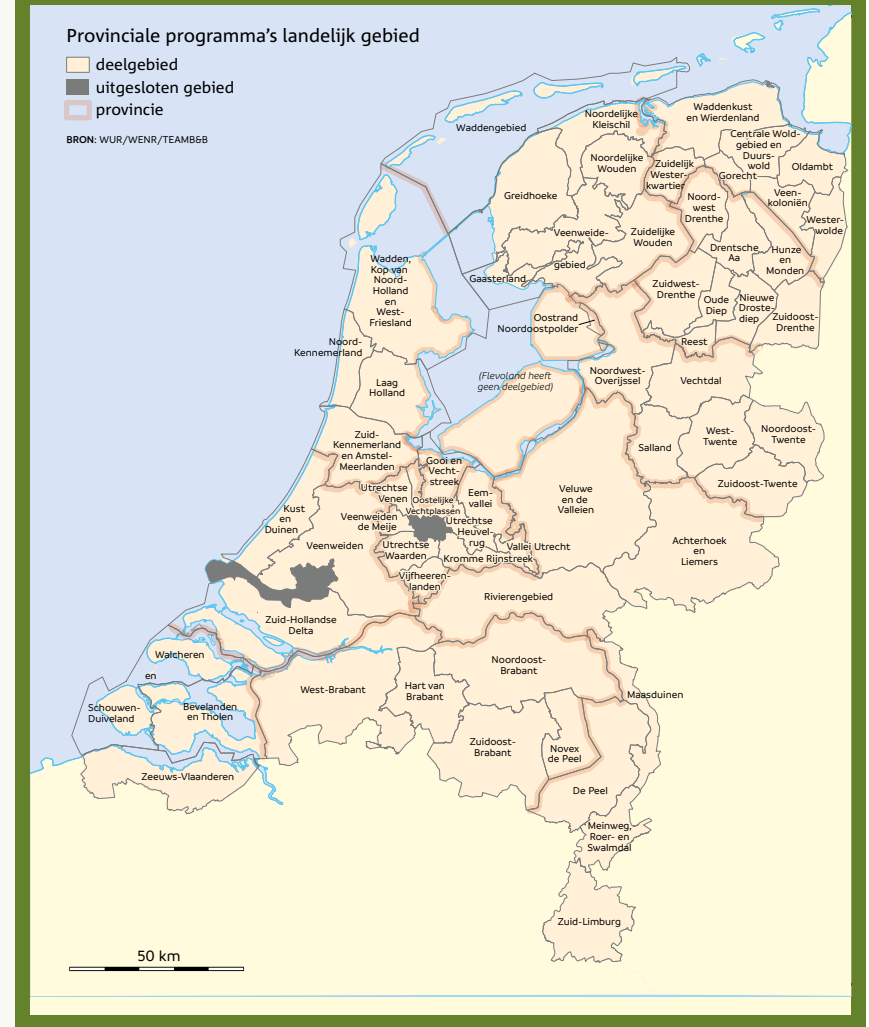 Provinciale programma's landelijk gebied
deelgebied
uitgesloten gebied
provincie
BRON: WUR/WENR/TEAMB&B
Waddengebied
Noordelijke
Kleischil
Waddenkust
en Wierdenland
Centrale Wold-
gebied en
Duurs-
wold
Oldambt
Noordelijke
Wouden
Zuidelijk
Wester-
kwartier
Gorecht
Greidhoeke
Noord-
west
Drenthe
Veen-
koloniën
Wester-
wolde
Veenweide-
gebied
Zuidelijke
Wouden
Drentsche
Aa
Hunze
en
Monden
Gaasterland
Wadden,
Kop van
Noord-
Holland
en
West-
Friesland
Zuidwest-
Drenthe
Oude
Diep
Nieuwe
Droste-
diep
Zuidoost-
Drenthe
Oostrand
Noordoostpolder
Reest
Noord-
Kennemerland
Laag
Holland
(Flevoland heeft
geen deelgebied)
Noordwest-
Overijssel
Vechtdal
Zuid-
Kennemerland
en Amstel-
Meerlanden
Salland
West-
Twente
Noordoost-
Twente
Gooi en
Vecht-
streek
Zuidoost-Twente
Utrechtse
Venen
Oostelijke
Vechtplassen
Eem-
vallei
Veluwe
en de
Valleien
Kust
en
Duinen
Veenweiden
de Meije
Utrechtse
Heuvel-
rug
Veenweiden
Utrechtse
Waarden
Vallei Utrecht
Kromme Rijnstreek
Achterhoek
en
Liemers
Vijfheeren-
landen
Rivierengebied
Zuid-Hollandse
Delta
Walcheren
en
Schouwen-
Duiveland
Bevelanden
en Tholen
West-Brabant
Hart van
Brabant
Noordoost-
Brabant
Maasduinen
Zuidoost-
Brabant
Novex
de Peel
Zeeuws-Vlaanderen
De Peel
Meinweg,
Roer- en
Swalmdal
Zuid-Limburg
50 km